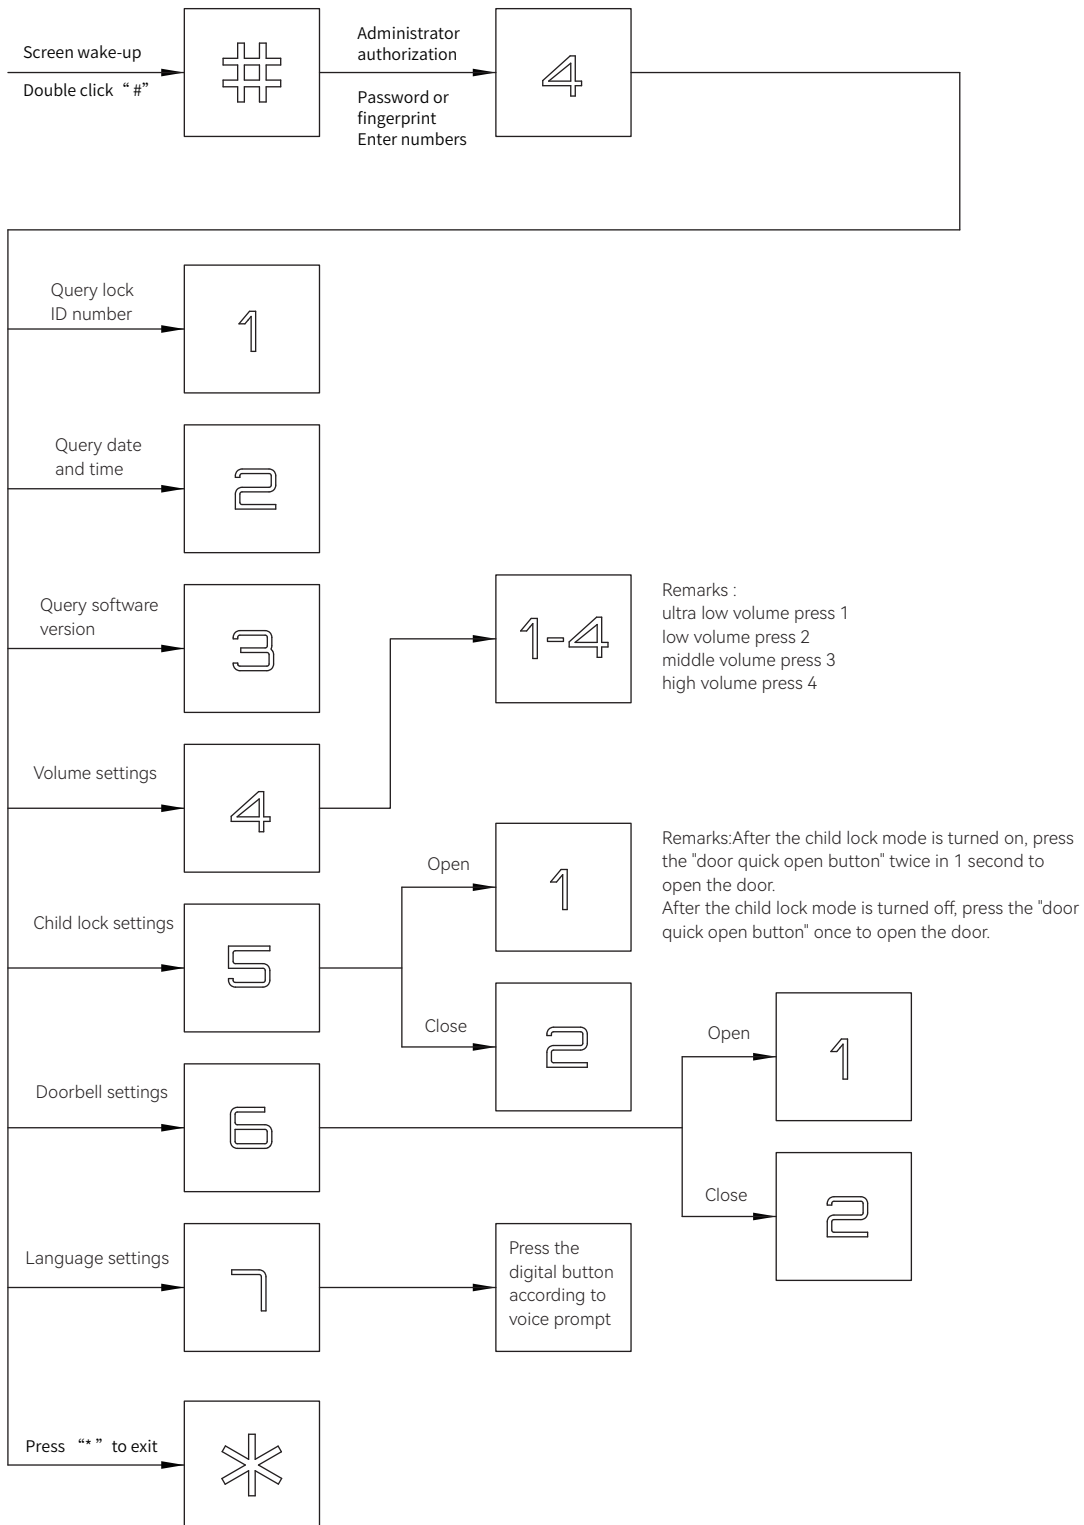 Screen wake-up
Double click “ #”
#
Administrator
authorization
Password or
fingerprint
Enter numbers
4
Query lock
ID number
1
Query date
and time
2
Query software
version
3
1-4
Remarks :
ultra low volume press 1
low volume press 2
middle volume press 3
high volume press 4
Volume settings
4
Open
1
Remarks:After the child lock mode is turned on, press
the "door quick open button" twice in 1 second to
open the door.
After the child lock mode is turned off, press the "door
quick open button" once to open the door.
Child lock settings
5
Close
2
Doorbell settings
6
Open
1
Close
2
Language settings
7
Press the
digital button
according to
voice prompt
Press “* ” to exit
*